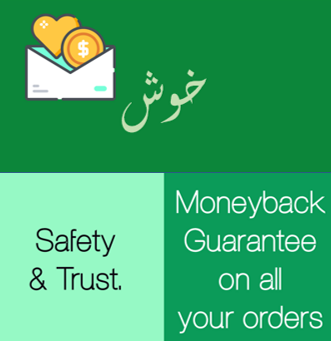 خوش
Safety
& Trust.
Moneyback
Guarantee
on all
your orders